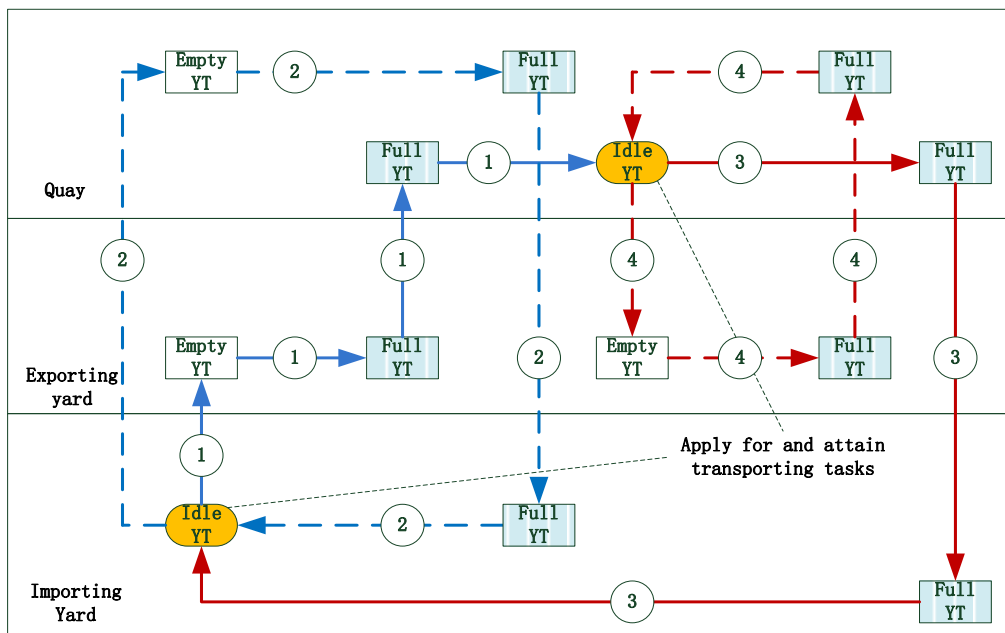 Empty
YT
2
Full
YT
4
Full
YT
Full
YT
1
Idle
YT
3
Full
YT
Quay
2
1
4
4
Empty
YT
1
Full
YT
2
Empty
YT
4
Full
YT
3
Exporting
yard
1
Apply for and attain
transporting tasks
Idle
YT
2
Full
YT
Importing
Yard
3
Full
YT